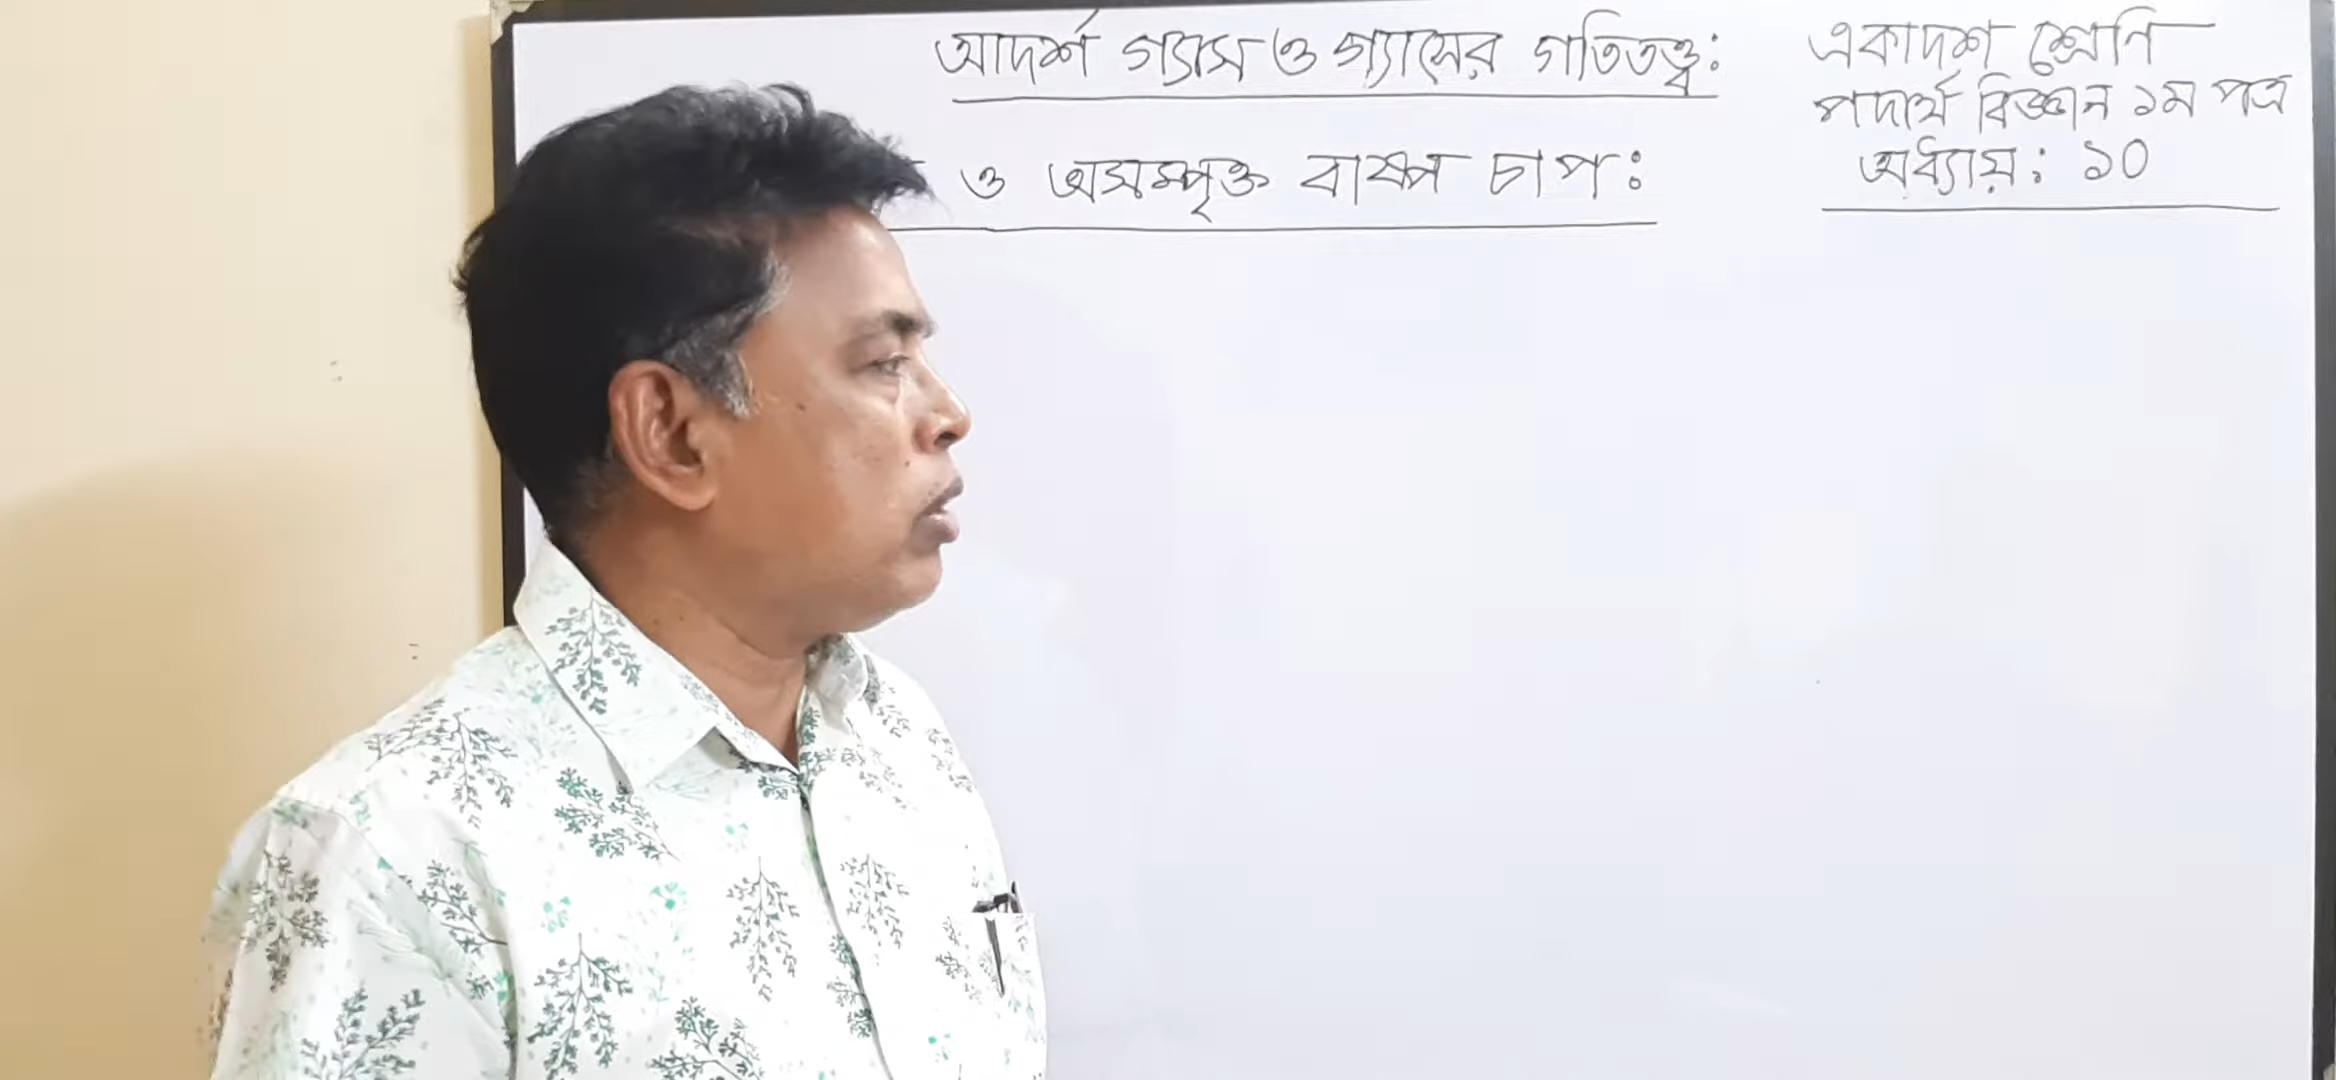 আদর্শ গ্যাস ও গ্যাসের গতিতত্ত্ব:
ও অসম্পৃক্ত বাষ্প চাপ:
একাদশ শ্রেণি
পদার্থ বিজ্ঞান ১ম পত্র
অধ্যায়: ১০